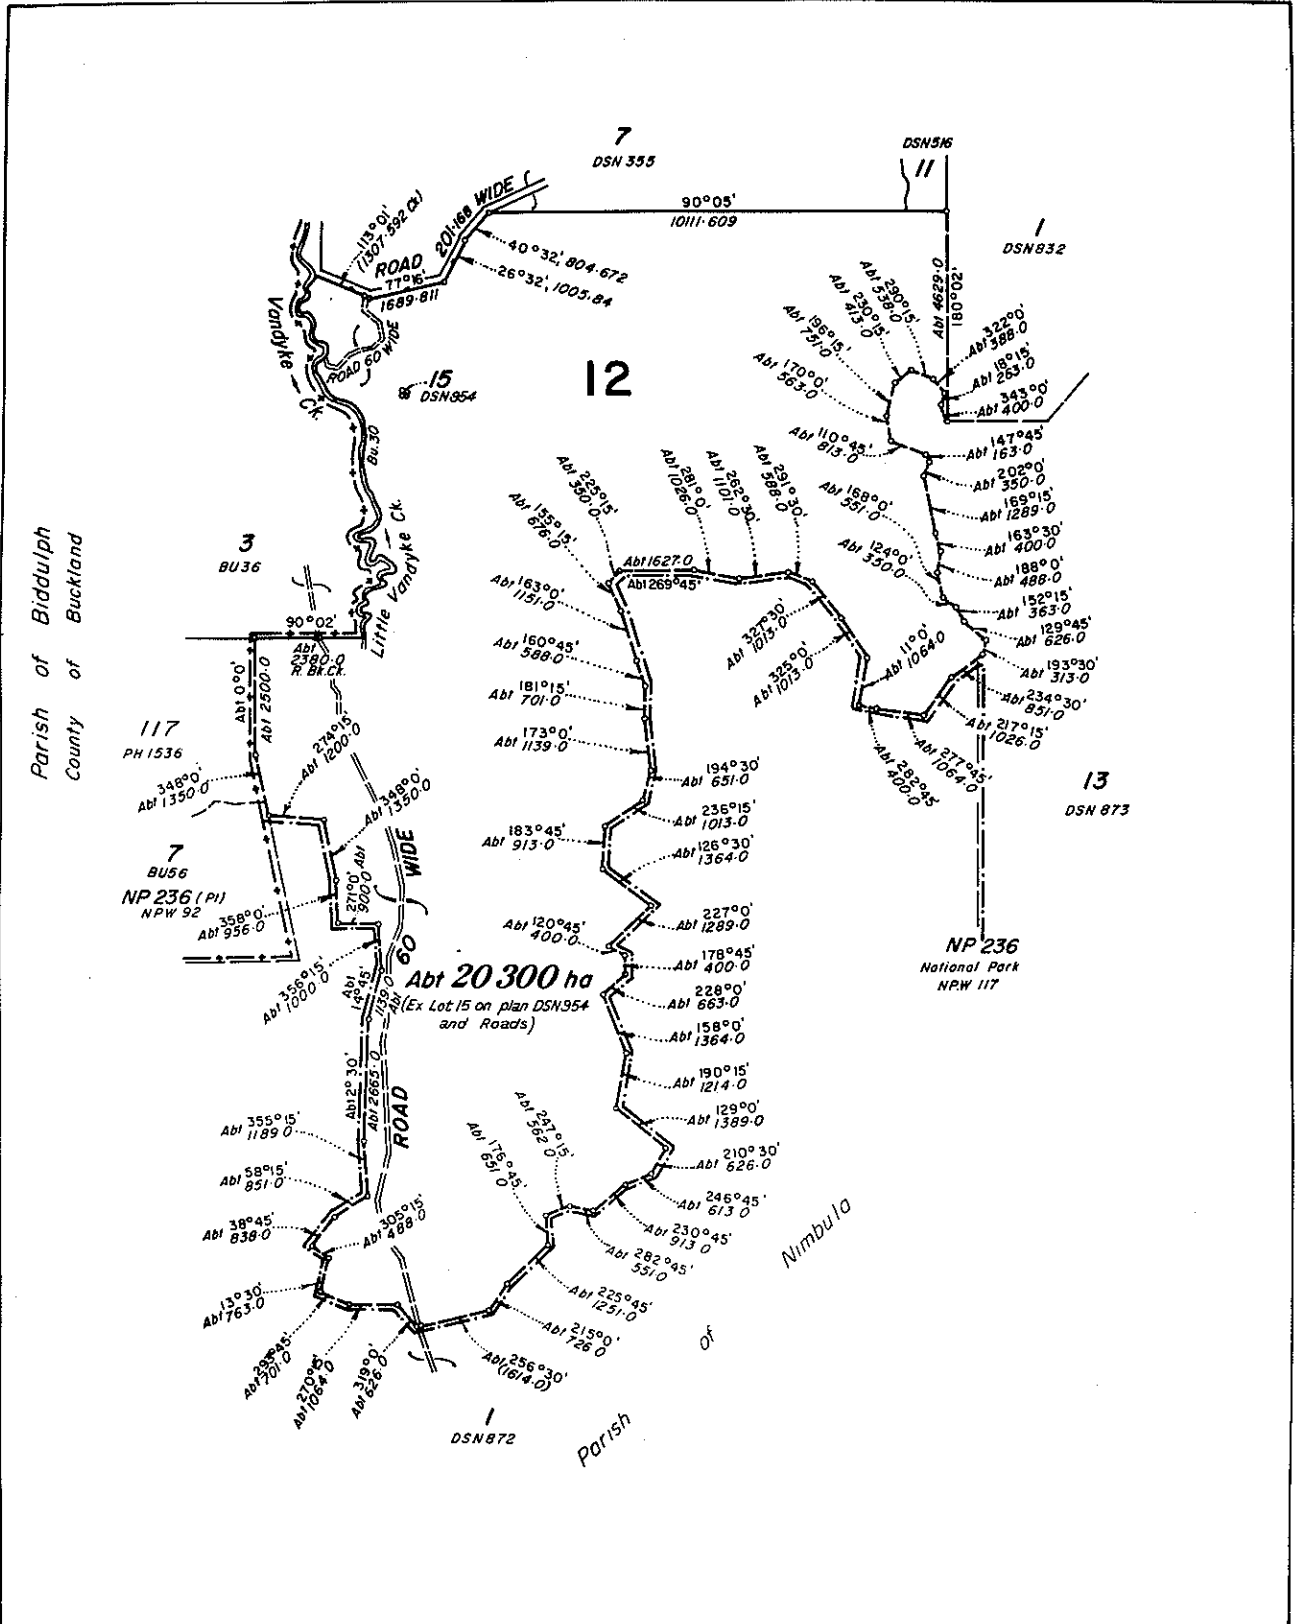 7
DSN 355
DSN 516
11
90°05'
10111·609
1
DSN 832
113°01'
(1307·592 Ck)
ROAD
201·168 WIDE
77°16'
1689·811
40°32', 804·672
26°32', 1005·84
Vandyke Ck.
ROAD 60 WIDE
15
DSN954
12
Bu.30
Little Vandyke Ck.
Abt 4629·0
180°02'
322°0'
Abt 388·0
18°15'
Abt 263·0
343°0'
Abt 400·0
290°15'
Abt 538·0
230°15'
Abt 413·0
196°15'
Abt 751·0
170°0'
Abt 563·0
110°45'
Abt 813·0
147°45'
Abt 163·0
202°0'
Abt 350·0
169°15'
Abt 1289·0
163°30'
Abt 400·0
168°0'
Abt 551·0
188°0'
Abt 488·0
124°0'
Abt 350·0
152°15'
Abt 363·0
129°45'
Abt 626·0
193°30'
Abt 313·0
234°30'
Abt 851·0
217°15'
Abt 1026·0
277°45'
Abt 1064·0
282°45'
Abt 400·0
11°0'
Abt 1064·0
325°0'
Abt 1013·0
327°30'
Abt 1013·0
291°30'
Abt 588·0
262°30'
Abt 1101·0
281°0'
Abt 1026·0
Abt 1627·0
Abt 269°45'
225°15'
Abt 350·0
155°15'
Abt 676·0
163°0'
Abt 1151·0
160°45'
Abt 588·0
181°15'
Abt 701·0
173°0'
Abt 1139·0
194°30'
Abt 651·0
236°15'
Abt 1013·0
183°45'
Abt 913·0
126°30'
Abt 1364·0
227°0'
Abt 1289·0
120°45'
Abt 400·0
178°45'
Abt 400·0
228°0'
Abt 663·0
158°0'
Abt 1364·0
190°15'
Abt 1214·0
129°0'
Abt 1389·0
210°30'
Abt 626·0
246°45'
Abt 613·0
230°45'
Abt 913·0
282°45'
Abt 551·0
247°15'
Abt 562·0
176°45'
Abt 651·0
225°45'
Abt 1251·0
215°0'
Abt 726·0
256°30'
Abt (1614·0)
319°0'
Abt 626·0
270°15'
Abt 1064·0
293°45'
Abt 701·0
13°30'
Abt 763·0
305°15'
Abt 488·0
38°45'
Abt 838·0
58°15'
Abt 851·0
355°15'
Abt 1189·0
Abt 2°30'
Abt 2665·0
Abt 14°45'
Abt 1139·0
356°15'
Abt 1000·0
271°0'
Abt 900·0
358°0'
Abt 956·0
348°0'
Abt 1350·0
274°15'
Abt 1200·0
348°0'
Abt 1350·0
Abt 0°0'
Abt 2500·0
90°02'
Abt
2380·0
R. Bk.Ck.
3
BU 36
117
PH 1536
7
BU56
NP 236 (Pt)
NPW 92
ROAD 60 WIDE
Abt 20 300 ha
(Ex Lot 15 on plan DSN954
and Roads)
13
DSN 873
NP 236
National Park
NPW 117
1
DSN872
Parish of Nimbula
Parish of Biddulph
County of Buckland